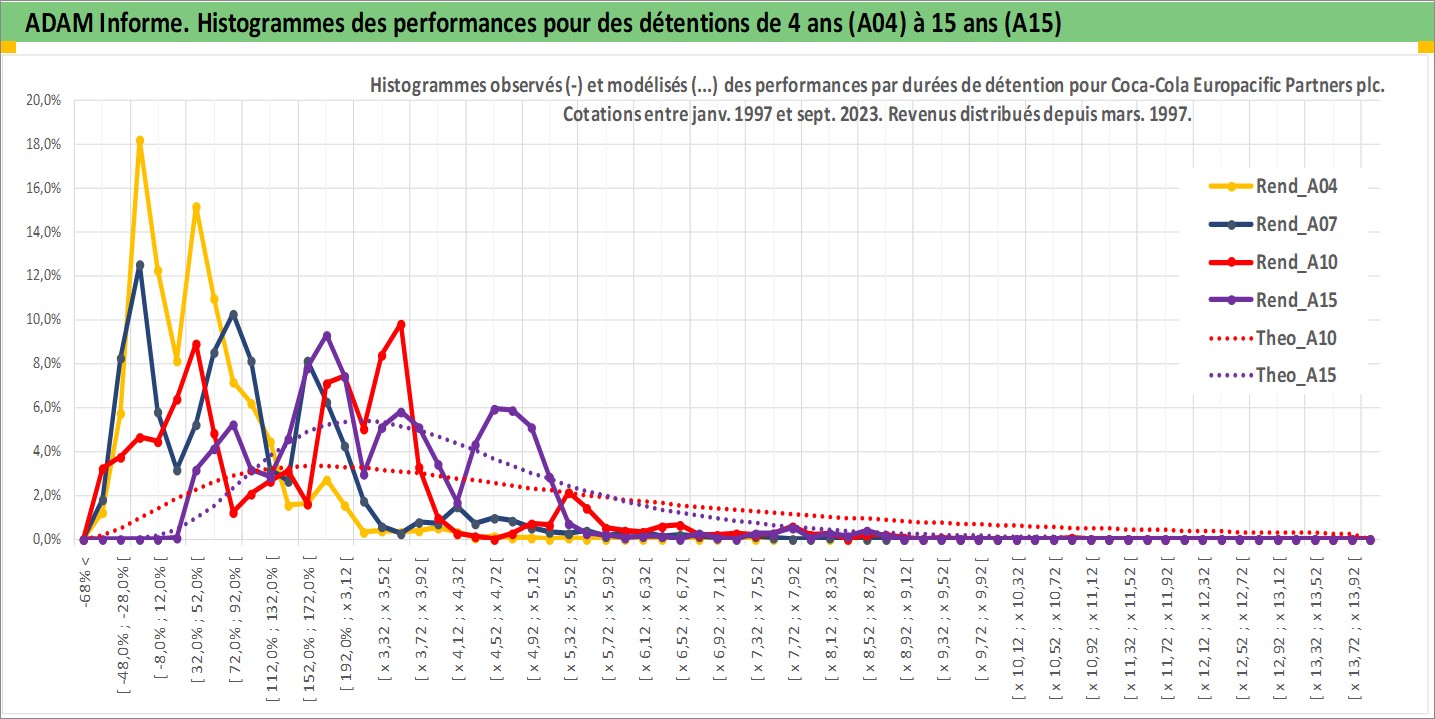 ADAM Informe. Histogrammes des performances pour des détentions de 4 ans (A04) à 15 ans (A15)
Histogrammes observés (-) et modélisés (...) des performances par durées de détention pour Coca-Cola Europacific Partners plc.
Cotations entre janv. 1997 et sept. 2023. Revenus distribués depuis mars. 1997.
20,0%
18,0%
16,0%
14,0%
12,0%
10,0%
8,0%
6,0%
4,0%
2,0%
0,0%
Rend_A04
Rend_A07
Rend_A10
Rend_A15
Theo_A10
Theo_A15
-68% <
[ -48,0% ; -28,0% [
[ -8,0% ; 12,0% [
[ 32,0% ; 52,0% [
[ 72,0% ; 92,0% [
[ 112,0% ; 132,0% [
[ 152,0% ; 172,0% [
[ 192,0% ; x 3,12 [
[ x 3,32 ; x 3,52 [
[ x 3,72 ; x 3,92 [
[ x 4,12 ; x 4,32 [
[ x 4,52 ; x 4,72 [
[ x 4,92 ; x 5,12 [
[ x 5,32 ; x 5,52 [
[ x 5,72 ; x 5,92 [
[ x 6,12 ; x 6,32 [
[ x 6,52 ; x 6,72 [
[ x 6,92 ; x 7,12 [
[ x 7,32 ; x 7,52 [
[ x 7,72 ; x 7,92 [
[ x 8,12 ; x 8,32 [
[ x 8,52 ; x 8,72 [
[ x 8,92 ; x 9,12 [
[ x 9,32 ; x 9,52 [
[ x 9,72 ; x 9,92 [
[ x 10,12 ; x 10,32 [
[ x 10,52 ; x 10,72 [
[ x 10,92 ; x 11,12 [
[ x 11,32 ; x 11,52 [
[ x 11,72 ; x 11,92 [
[ x 12,12 ; x 12,32 [
[ x 12,52 ; x 12,72 [
[ x 12,92 ; x 13,12 [
[ x 13,32 ; x 13,52 [
[ x 13,72 ; x 13,92 [